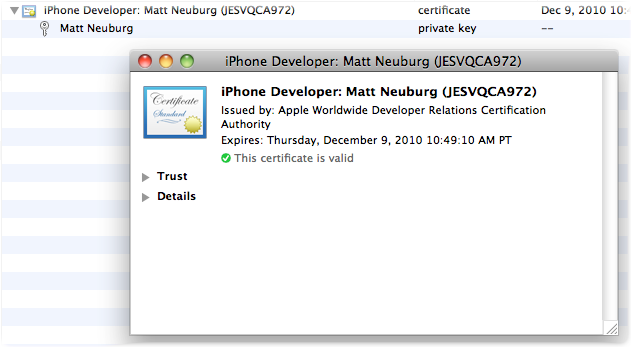 iPhone Developer: Matt Neuburg (JESVQCA972) certificate Dec 9, 2010 10:
Matt Neuburg private key --
iPhone Developer: Matt Neuburg (JESVQCA972)
Certificate
Standard
iPhone Developer: Matt Neuburg (JESVQCA972)
Issued by: Apple Worldwide Developer Relations Certification
Authority
Expires: Thursday, December 9, 2010 10:49:10 AM PT
This certificate is valid
Trust
Details